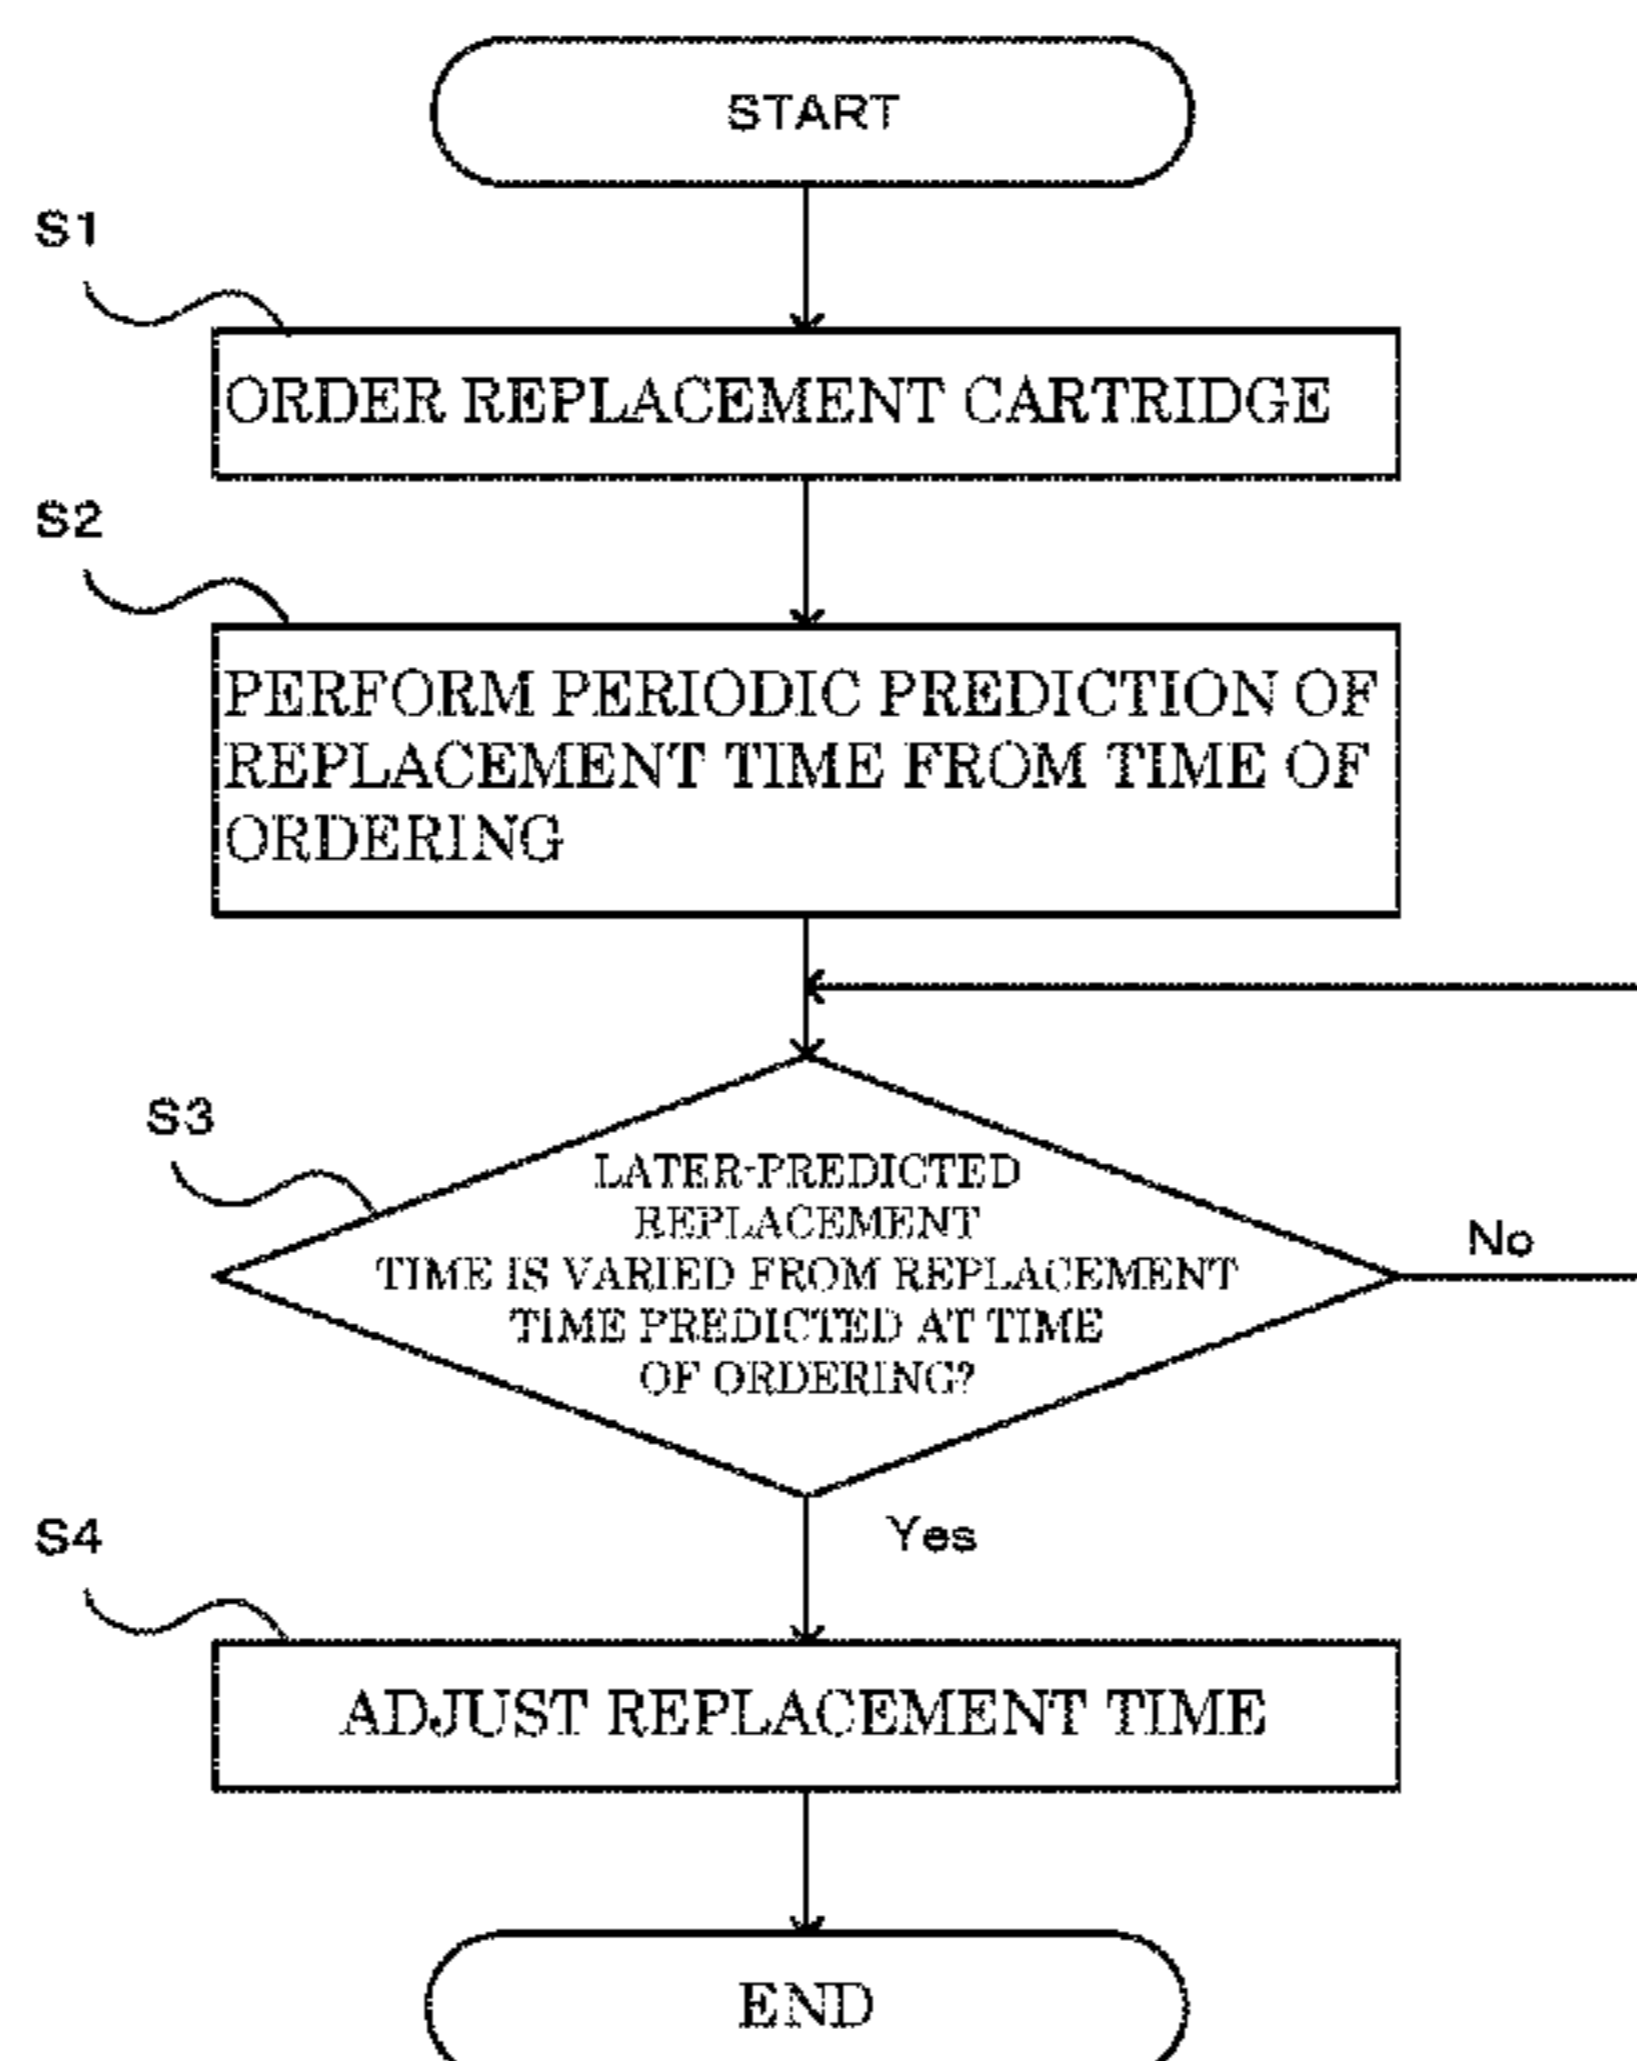 START
S1
ORDER REPLACEMENT CARTRIDGE
S2
PERFORM PERIODIC PREDICTION OF
REPLACEMENT TIME FROM TIME OF
ORDERING
S3
LATER-PREDICTED
REPLACEMENT
TIME IS VARIED FROM REPLACEMENT
TIME PREDICTED AT TIME
OF ORDERING?
No
Yes
S4
ADJUST REPLACEMENT TIME
END